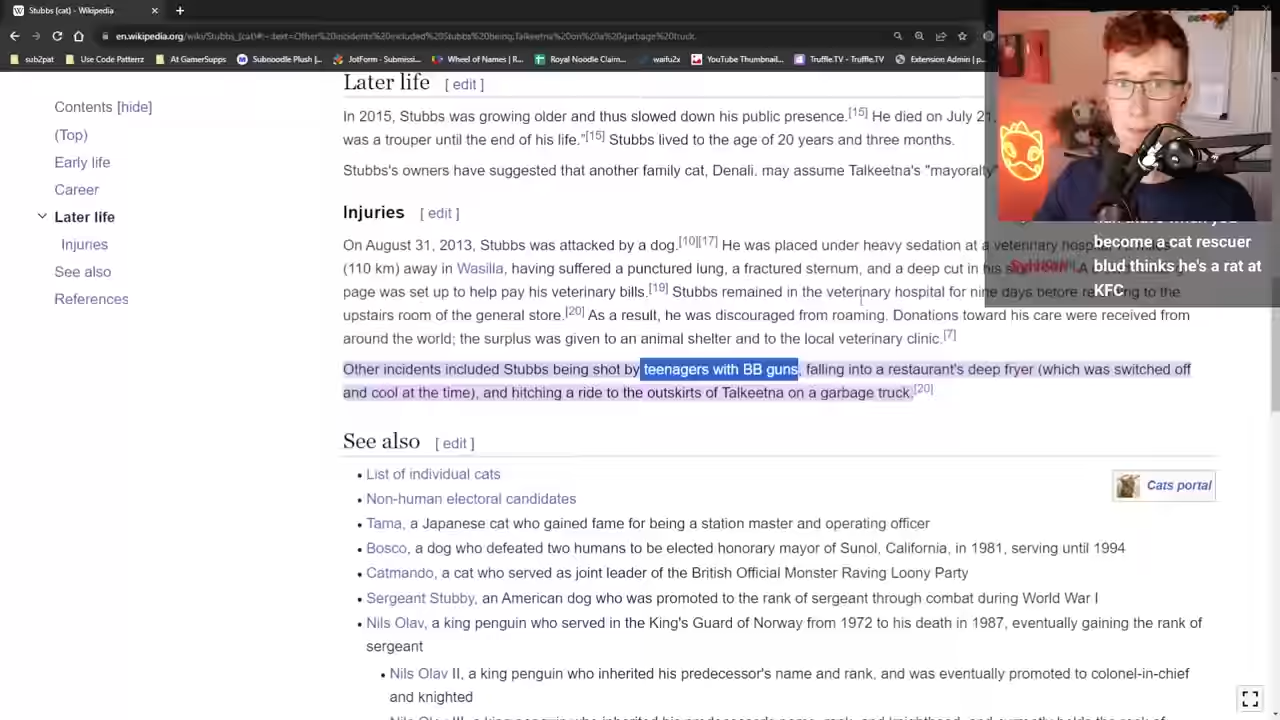 Stubbs (cat) - Wikipedia
en.wikipedia.org/wiki/Stubbs_(cat)#:~:text=Other%20incidents%20included%20Stubbs%20being,Talkeetna%20on%20a%20garbage%20truck.
sub2pat
Use Code Patterrz
At GamerSupps
Subnoodle Plush |...
JotForm - Submissi...
Wheel of Names | R...
Royal Noodle Claim...
waifu2x
YouTube Thumbnail...
Truffle.TV - Truffle.TV
Extension Admin | p...
Contents [hide]
(Top)
Early life
Career
Later life
Injuries
See also
References
Later life [ edit ]
In 2015, Stubbs was growing older and thus slowed down his public presence.[15] He died on July 21,
was a trouper until the end of his life."[15] Stubbs lived to the age of 20 years and three months.
Stubbs's owners have suggested that another family cat, Denali. may assume Talkeetna's "mayoralty"
Injuries [ edit ]
On August 31, 2013, Stubbs was attacked by a dog.[10][17] He was placed under heavy sedation at a veterinary hospital
(110 km) away in Wasilla, having suffered a punctured lung, a fractured sternum, and a deep cut in his
page was set up to help pay his veterinary bills.[19] Stubbs remained in the veterinary hospital for nine days before returning to the
upstairs room of the general store.[20] As a result, he was discouraged from roaming. Donations toward his care were received from
around the world; the surplus was given to an animal shelter and to the local veterinary clinic.[7]
Other incidents included Stubbs being shot by teenagers with BB guns, falling into a restaurant's deep fryer (which was switched off
and cool at the time), and hitching a ride to the outskirts of Talkeetna on a garbage truck.[20]
See also [ edit ]
• List of individual cats
• Non-human electoral candidates
• Tama, a Japanese cat who gained fame for being a station master and operating officer
• Bosco, a dog who defeated two humans to be elected honorary mayor of Sunol, California, in 1981, serving until 1994
• Catmando, a cat who served as joint leader of the British Official Monster Raving Loony Party
• Sergeant Stubby, an American dog who was promoted to the rank of sergeant through combat during World War I
• Nils Olav, a king penguin who served in the King's Guard of Norway from 1972 to his death in 1987, eventually gaining the rank of
sergeant
• Nils Olav II, a king penguin who inherited his predecessor's name and rank, and was eventually promoted to colonel-in-chief
and knighted
Cats portal
become a cat rescuer
blud thinks he's a rat at
KFC